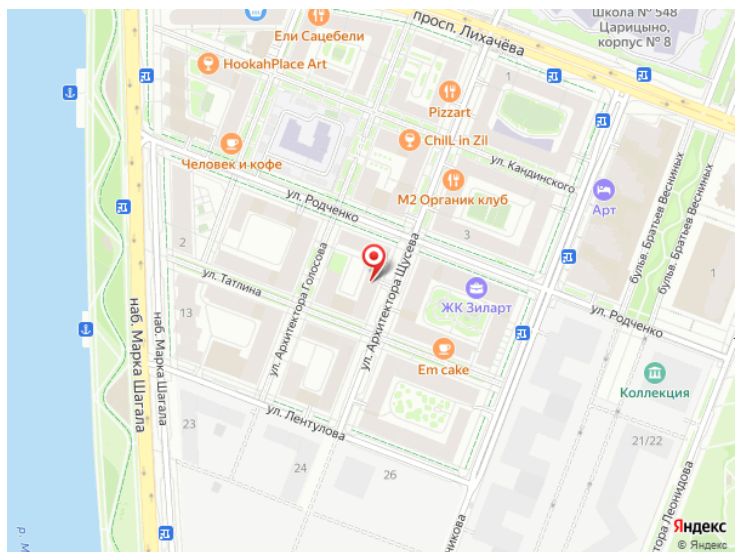 Школа № 548
Царицыно,
корпус № 8
просп. Лихачёва
Ели Сацебели
HookahPlace Art
1
Pizzart
ChilL in Zil
Человек и кофе
ул. Кандинского
М2 Органик клуб
Арт
бульв. Братьев Весниных
бульв. Братьев Весниных
ул. Родченко
2
3
1
ул. Архитектора Щусева
ул. Архитектора Голосова
ул. Татлина
ЖК Зиларт
ул. Родченко
13
наб. Марка Шагала
наб. Марка Шагала
Em cake
Коллекция
ул. Лентулова
23
24
26
21/22
Яндекс
© Яндекс